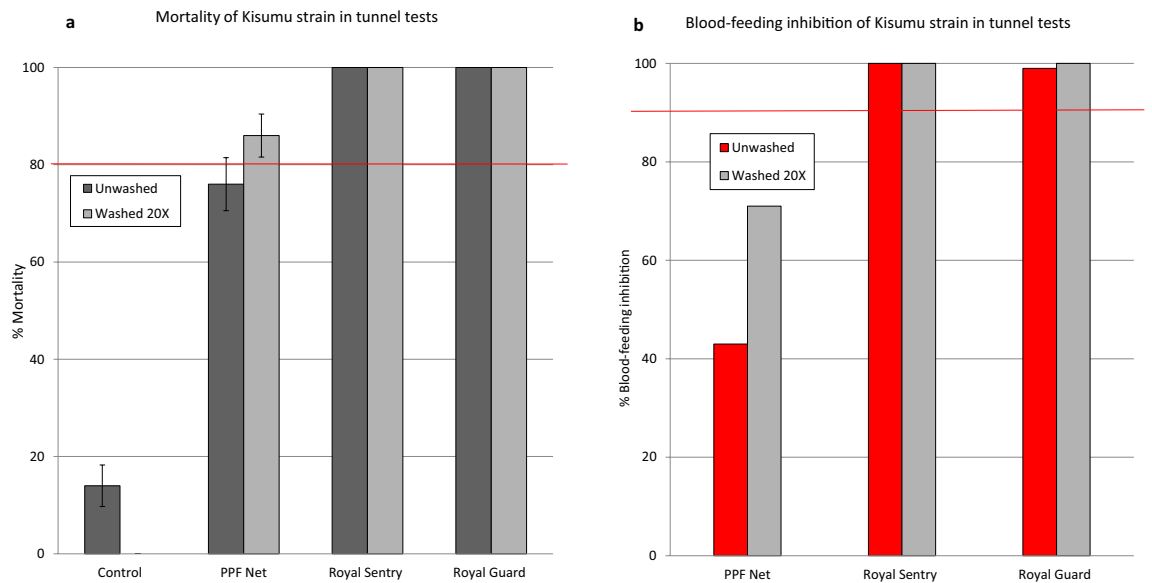 a
Mortality of Kisumu strain in tunnel tests
% Mortality
100
80
60
40
20
0
Unwashed
Washed 20X
Control
PPF Net
Royal Sentry
Royal Guard
b
Blood-feeding inhibition of Kisumu strain in tunnel tests
% Blood-feeding inhibition
100
80
60
40
20
0
Unwashed
Washed 20X
PPF Net
Royal Sentry
Royal Guard